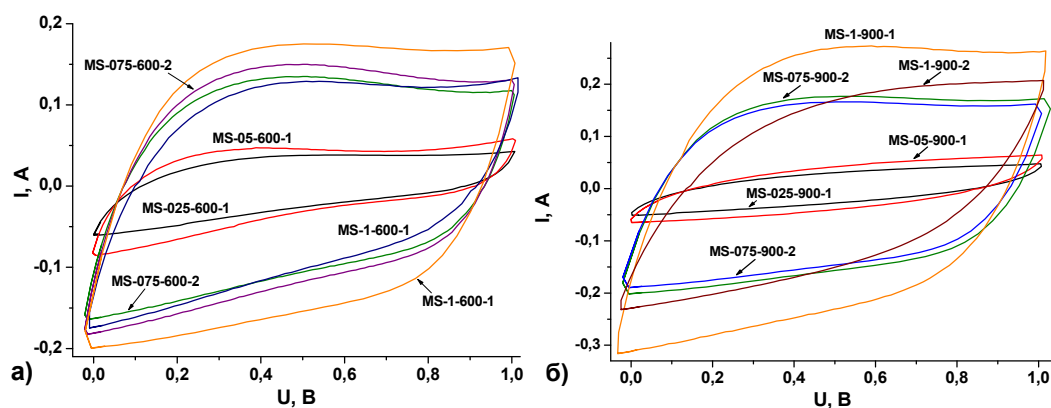 0,2
0,1
0,0
-0,1
-0,2
I, A
MS-075-600-2
MS-05-600-1
MS-025-600-1
MS-1-600-1
MS-075-600-2
MS-1-600-1
0,0 0,2 0,4 0,6 0,8 1,0
U, В
а)
MS-1-900-1
0,2
0,1
0,0
-0,1
-0,2
-0,3
I, A
MS-075-900-2
MS-1-900-2
MS-05-900-1
MS-025-900-1
MS-075-900-2
0,0 0,2 0,4 0,6 0,8 1,0
U, В
б)